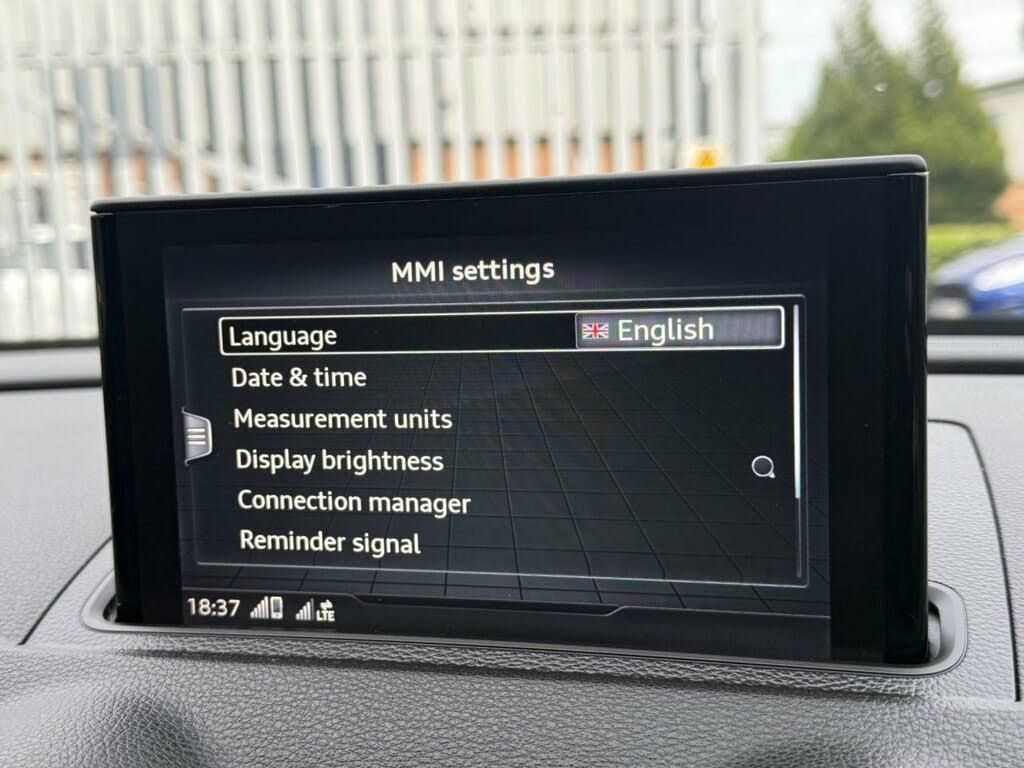 MMI settings
Language English
Date & time
Measurement units
Display brightness
Connection manager
Reminder signal
18:37 LTE